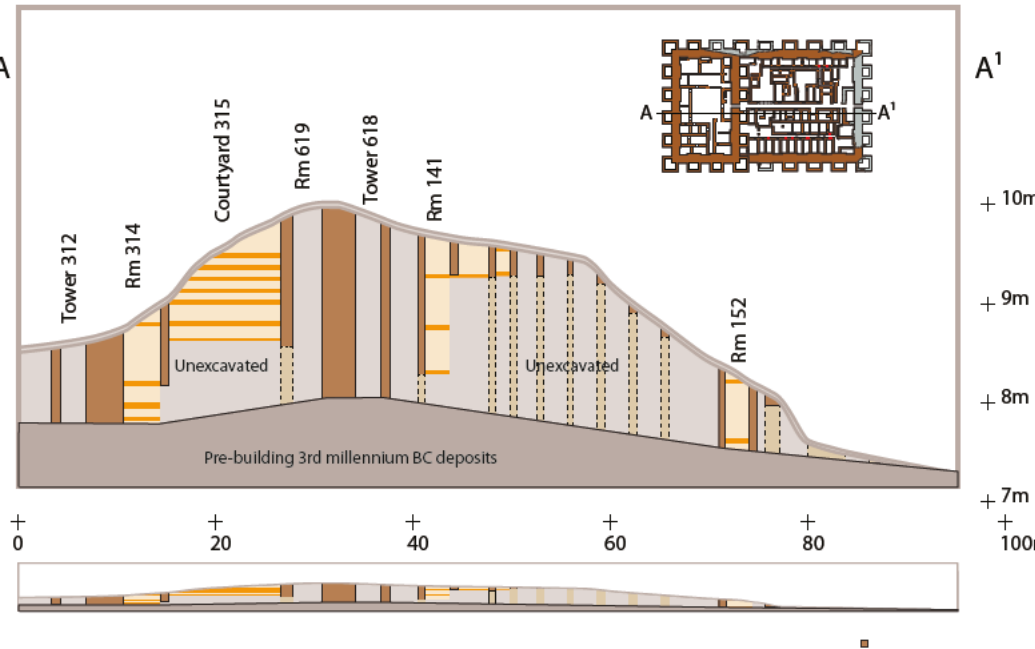 A
A¹
A
A¹
Tower 312
Rm 314
Courtyard 315
Rm 619
Tower 618
Rm 141
Rm 152
Unexcavated
Unexcavated
Pre-building 3rd millennium BC deposits
10m
9m
8m
7m
0
20
40
60
80
100m